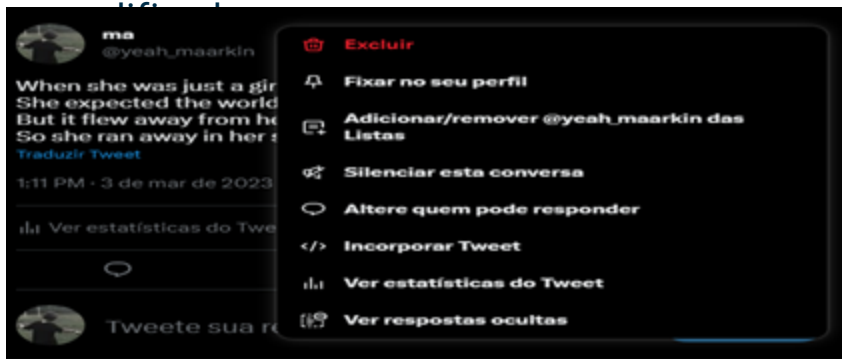 ma
@yeah_maarkin
When she was just a gir
She expected the world
But it flew away from he
So she ran away in her s
Traduzir Tweet
1:11 PM · 3 de mar de 2023
Ver estatísticas do Twe
Tweete sua re
Excluir
Fixar no seu perfil
Adicionar/remover @yeah_maarkin das
Listas
Silenciar esta conversa
Altere quem pode responder
Incorporar Tweet
Ver estatísticas do Tweet
Ver respostas ocultas